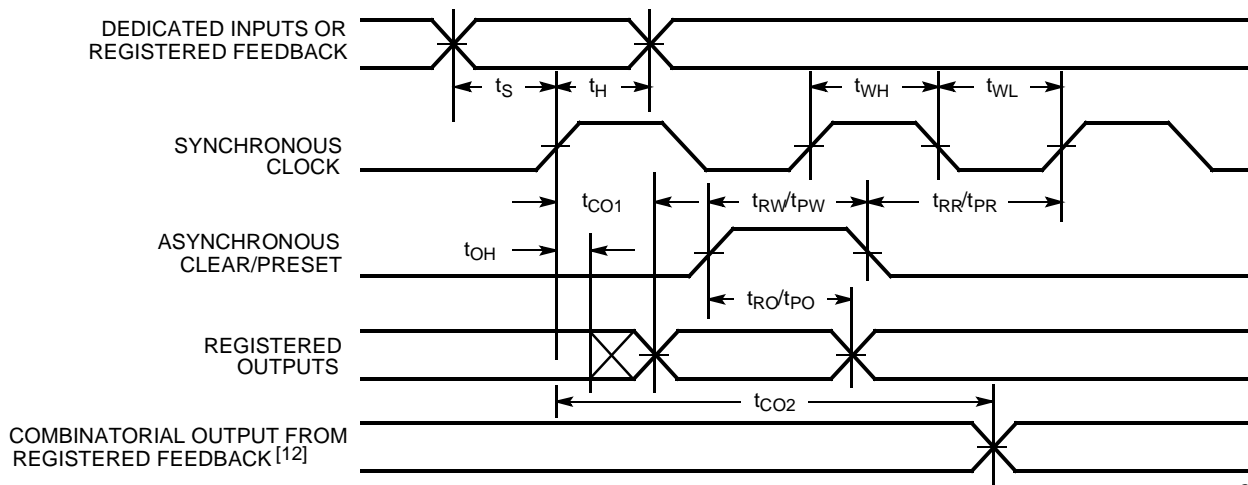 DEDICATED INPUTS OR
REGISTERED FEEDBACK
tS
tH
tWH
tWL
SYNCHRONOUS
CLOCK
tCO1
tRW/tPW
tRR/tPR
ASYNCHRONOUS
CLEAR/PRESET
tOH
tRO/tPO
REGISTERED
OUTPUTS
tCO2
COMBINATORIAL OUTPUT FROM
REGISTERED FEEDBACK [12]